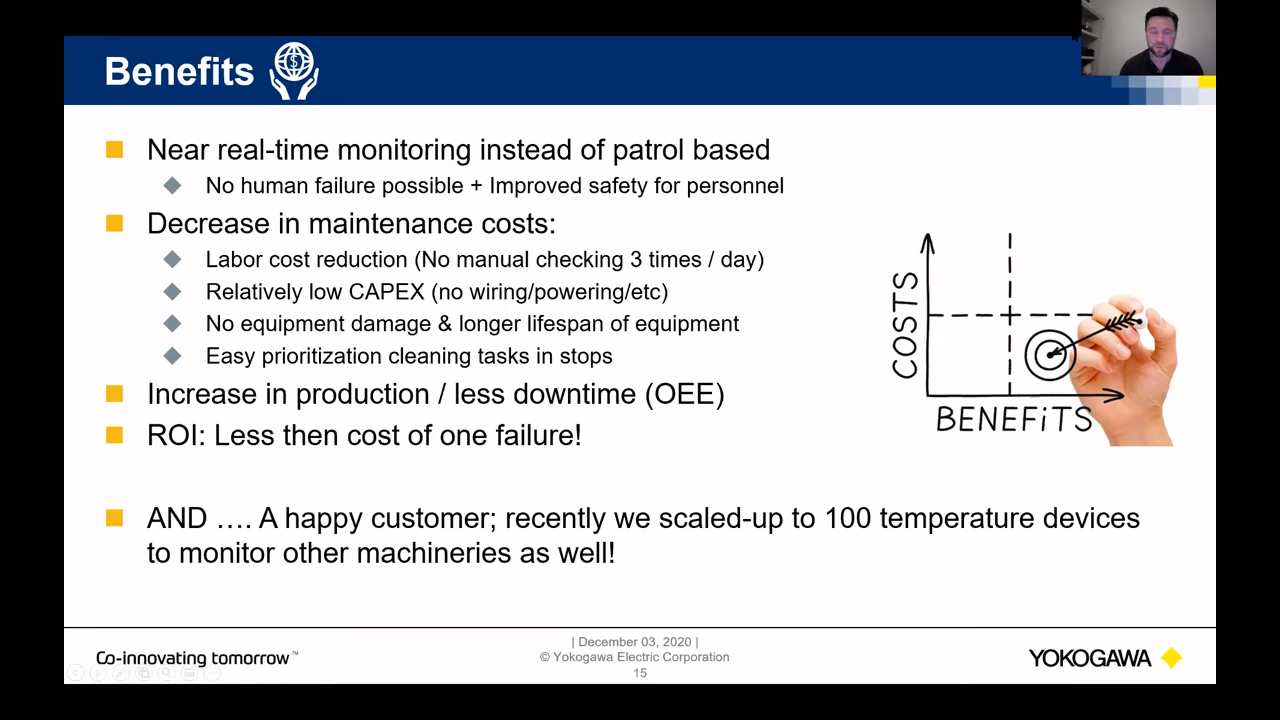 Benefits
Near real-time monitoring instead of patrol based
No human failure possible + Improved safety for personnel
Decrease in maintenance costs:
Labor cost reduction (No manual checking 3 times / day)
Relatively low CAPEX (no wiring/powering/etc)
No equipment damage & longer lifespan of equipment
Easy prioritization cleaning tasks in stops
Increase in production / less downtime (OEE)
ROI: Less then cost of one failure!
AND …. A happy customer; recently we scaled-up to 100 temperature devices
to monitor other machineries as well!
COSTS
BENEFiTS
Co-innovating tomorrow™
| December 03, 2020 |
© Yokogawa Electric Corporation
15
YOKOGAWA